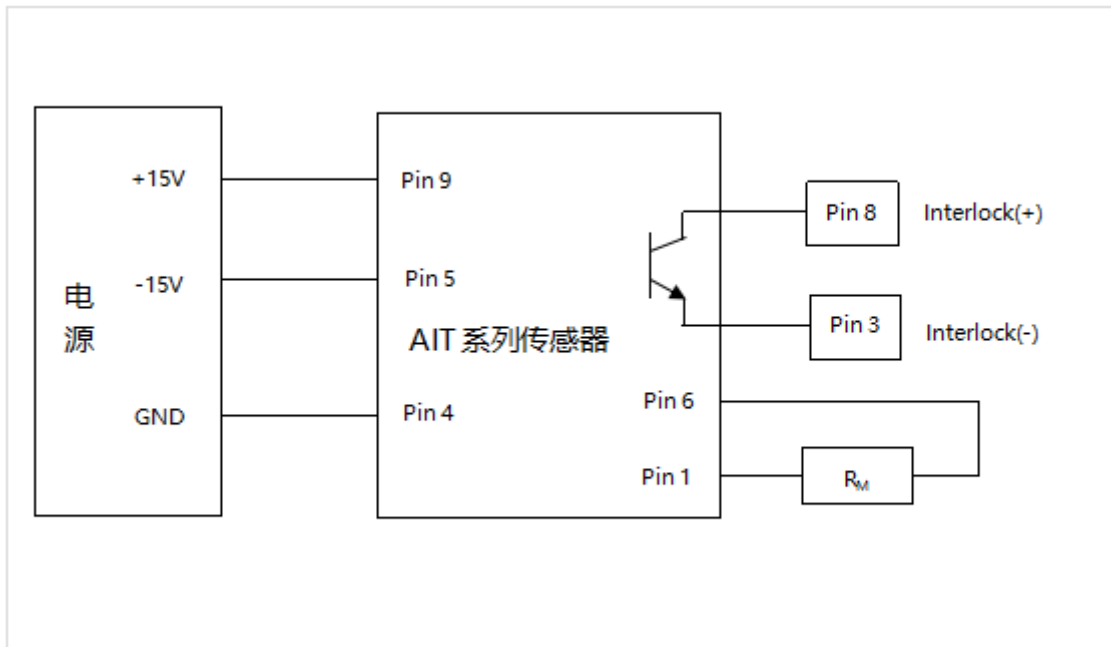 +15V
-15V
GND
电
源
Pin 9
Pin 5
AIT 系列传感器
Pin 4
Pin 6
Pin 1
Pin 8
Interlock(+)
Pin 3
Interlock(-)
RM